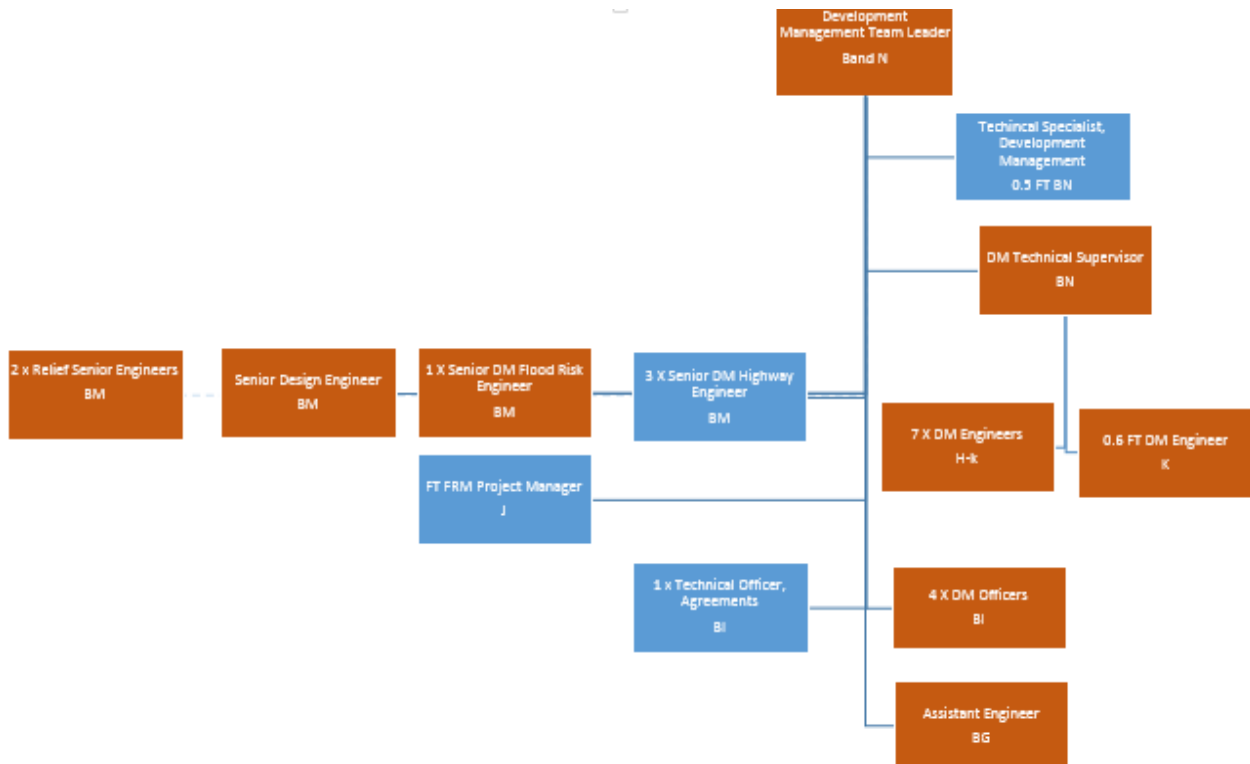 Development
Management Team Leader
Band N
Techincal Specialist,
Development
Management
0.5 FT BN
DM Technical Supervisor
BN
2 x Relief Senior Engineers
BM
Senior Design Engineer
BM
1 X Senior DM Flood Risk
Engineer
BM
3 X Senior DM Highway
Engineer
BM
7 X DM Engineers
H-k
0.6 FT DM Engineer
K
FT FRM Project Manager
J
1 x Technical Officer,
Agreements
BI
4 X DM Officers
BI
Assistant Engineer
BG